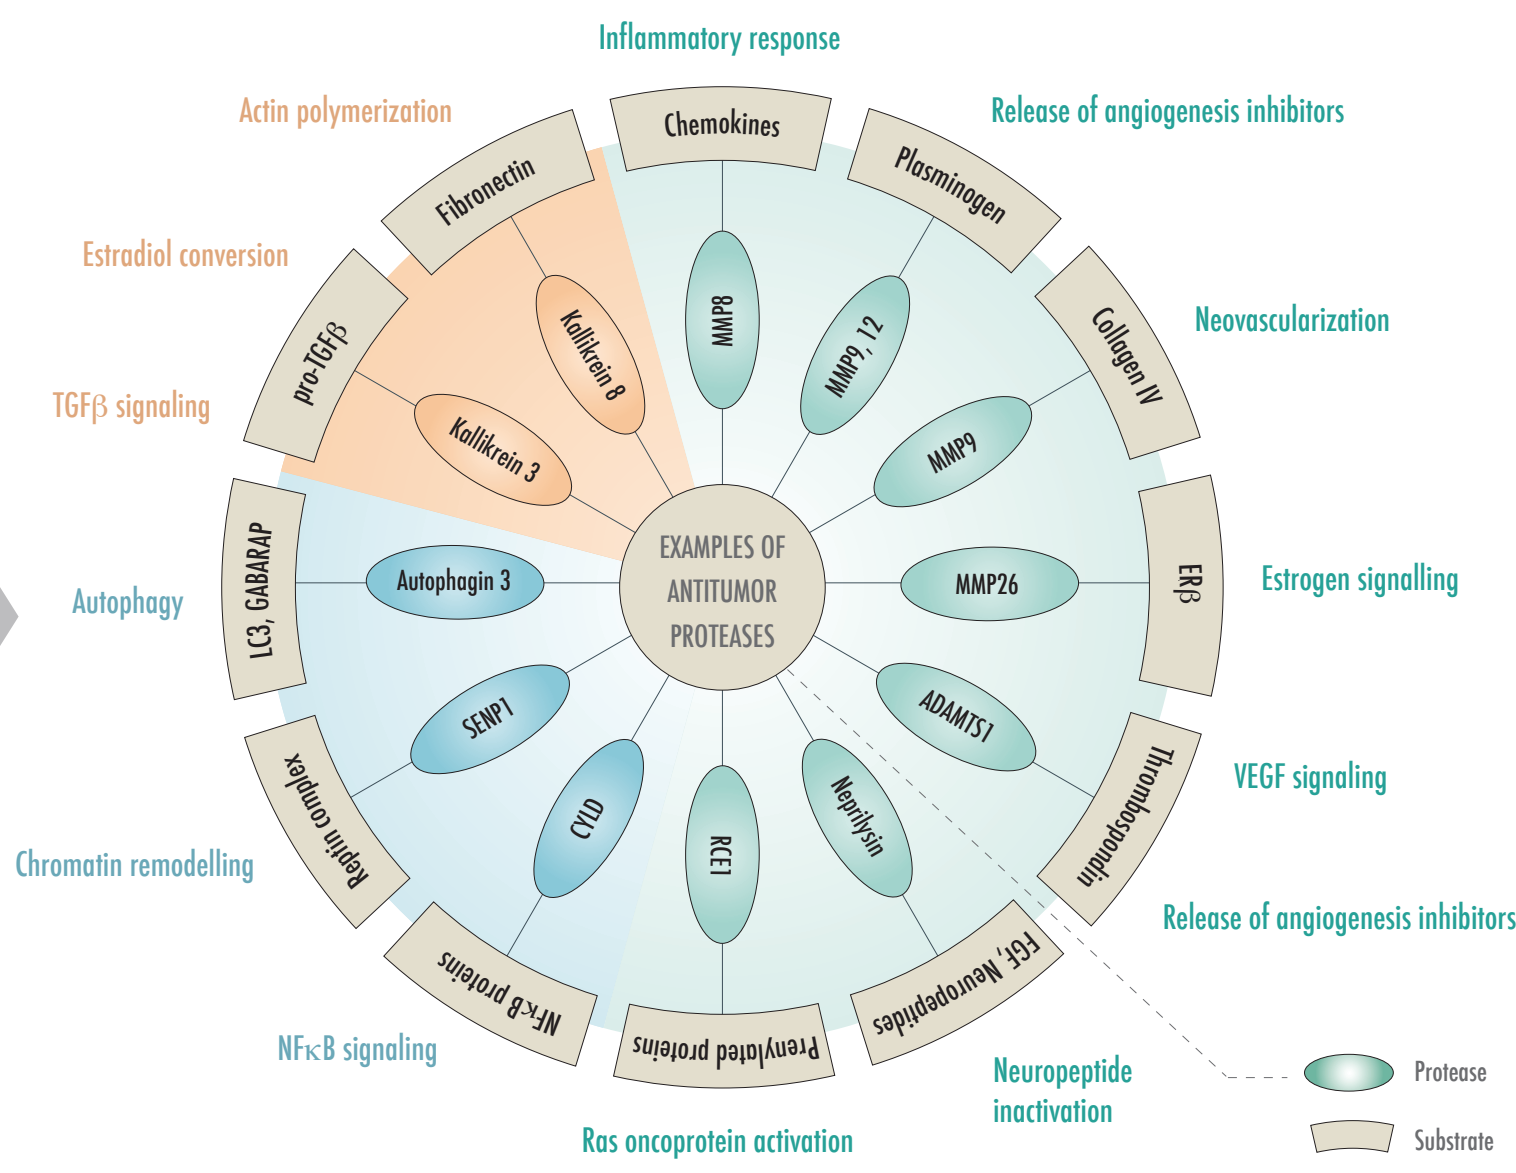 Inflammatory response
Actin polymerization
Release of angiogenesis inhibitors
Chemokines
Fibronectin
Plasminogen
Estradiol conversion
Neovascularization
pro-TGFβ
Collagen IV
MMP8
Kallikrein 8
MMP9, 12
TGFβ signaling
Kallikrein 3
MMP9
EXAMPLES OF
ANTITUMOR
PROTEASES
Autophagy
LC3, GABARAP
Autophagin 3
MMP26
ERβ
Estrogen signalling
SENP1
ADAMTS1
Reptin complex
Thrombospondin
VEGF signaling
CYLD
RCE1
Neprilysin
Chromatin remodelling
Release of angiogenesis inhibitors
NFκB proteins
Prenylated proteins
FGF, Neuropeptides
NFκB signaling
Neuropeptide
inactivation
Ras oncoprotein activation
Protease
Substrate